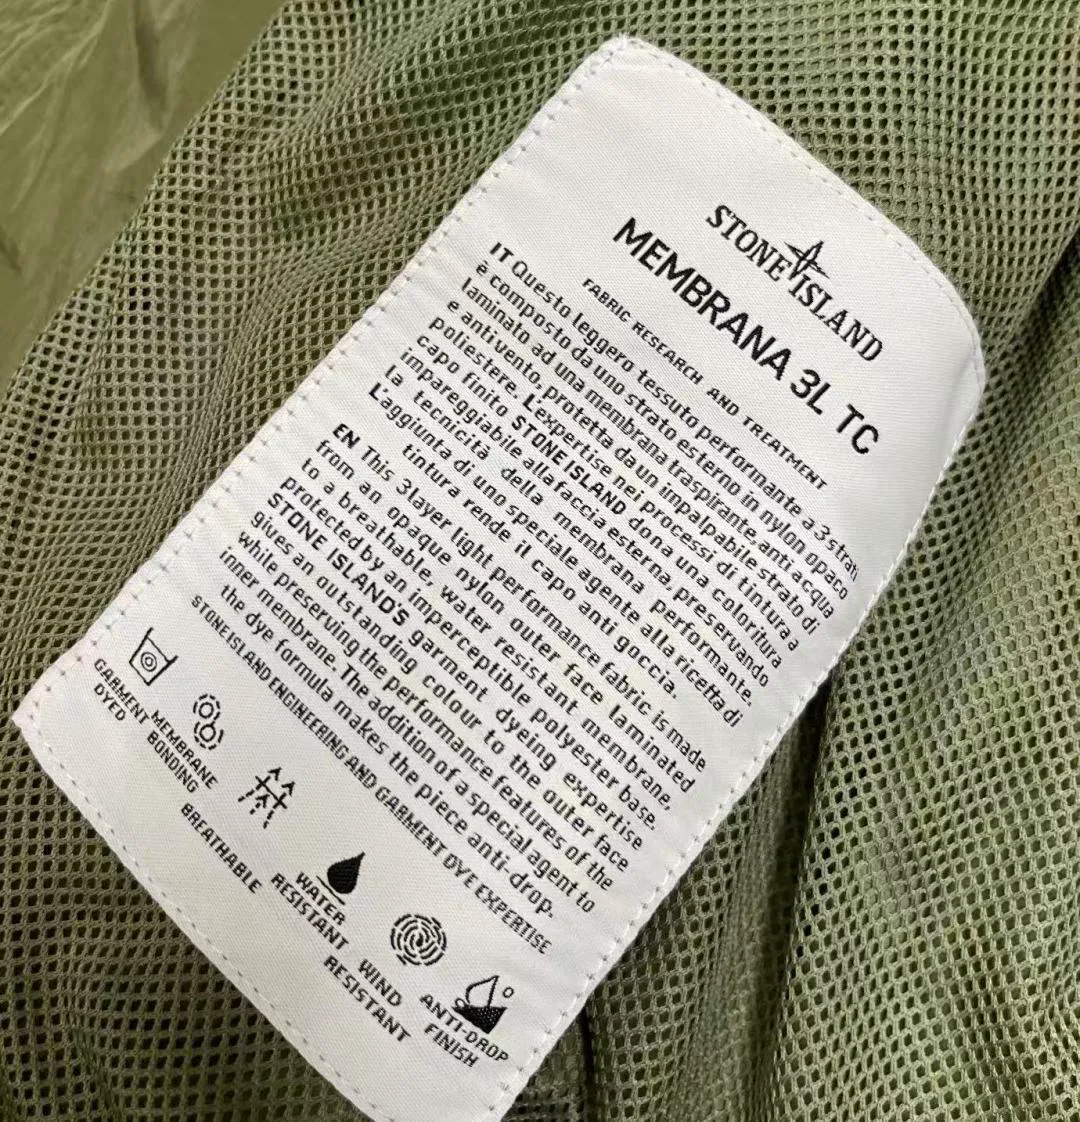 STONE ISLAND
MEMBRANA 3L TC
FABRIC RESEARCH AND TREATMENT
IT Questo leggero tessuto performante a 3 strati
è composto da uno strato esterno in nylon opaco
laminato ad una membrana traspirante, anti acqua
e anti vento, protetta da un impalpabile strato di
poliestere. L'expertise nei processi di tintura a
capo finito STONE ISLAND dona una coloritura
impareggiabile alla faccia esterna, preservando
la tecnicità della membrana performante.
L'aggiunta di uno speciale agente alla ricetta di
tintura rende il capo anti goccia.
EN This 3layer light performance fabric is made
from an opaque nylon outer face laminated
to a breathable, water resistant membrane,
protected by an imperceptible polyester base.
STONE ISLAND'S garment dyeing expertise
gives an outstanding colour to the outer face
while preserving the performance features of the
inner membrane. The addition of a special agent to
the dye formula makes the piece anti-drop.
STONE ISLAND ENGINEERING AND GARMENT DYE EXPERTISE
GARMENT
DYED
MEMBRANE
BONDING
BREATHABLE
WATER
RESISTANT
WIND
RESISTANT
ANTI-DROP
FINISH